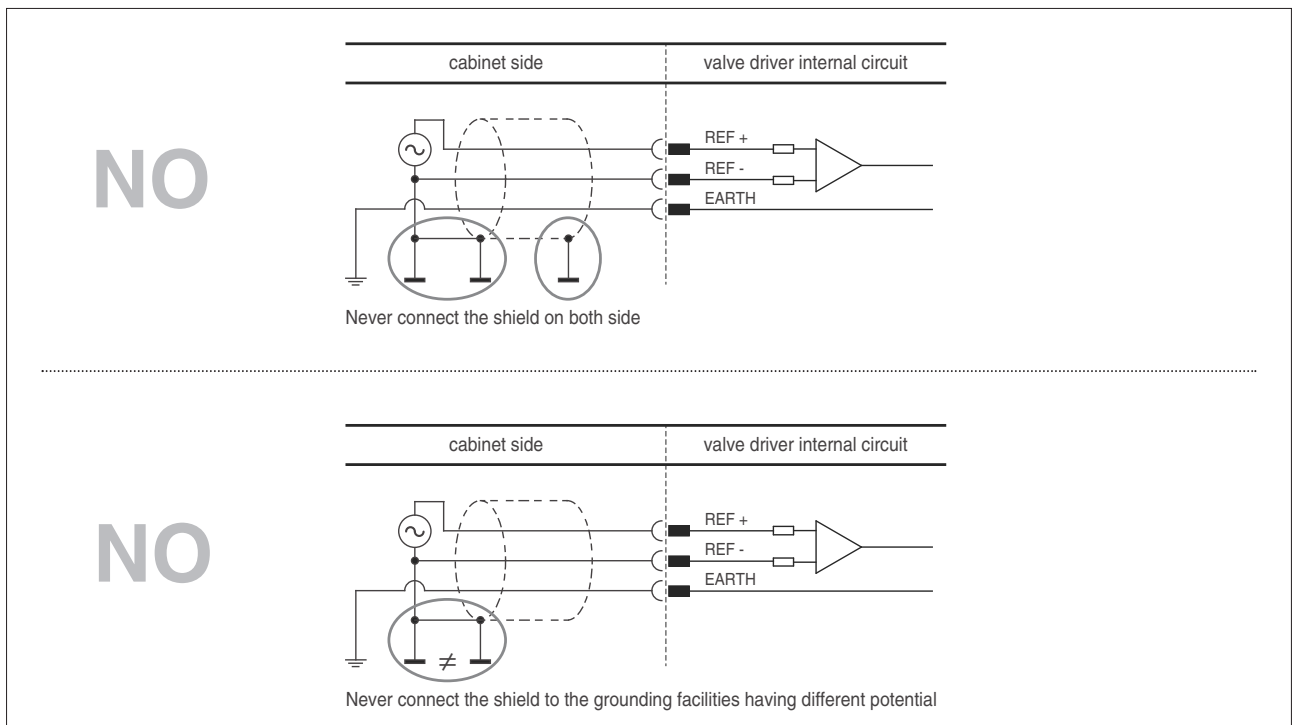 cabinet side valve driver internal circuit
NO
REF +
REF -
EARTH
Never connect the shield on both side
cabinet side valve driver internal circuit
NO
REF +
REF -
EARTH
≠
Never connect the shield to the grounding facilities having different potential